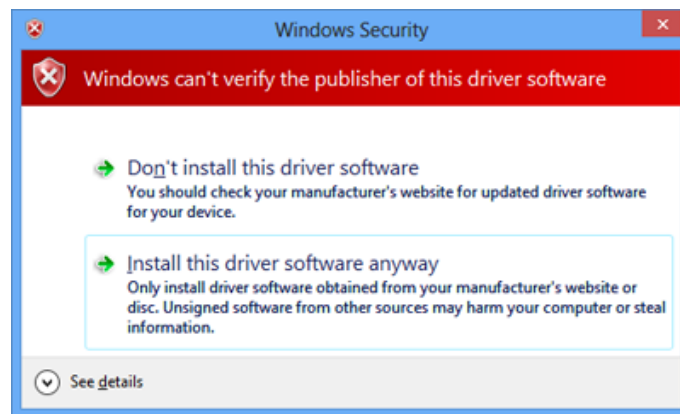 Windows Security
Windows can't verify the publisher of this driver software
Don't install this driver software
You should check your manufacturer's website for updated driver software
for your device.
Install this driver software anyway
Only install driver software obtained from your manufacturer's website or
disc. Unsigned software from other sources may harm your computer or steal
information.
See details